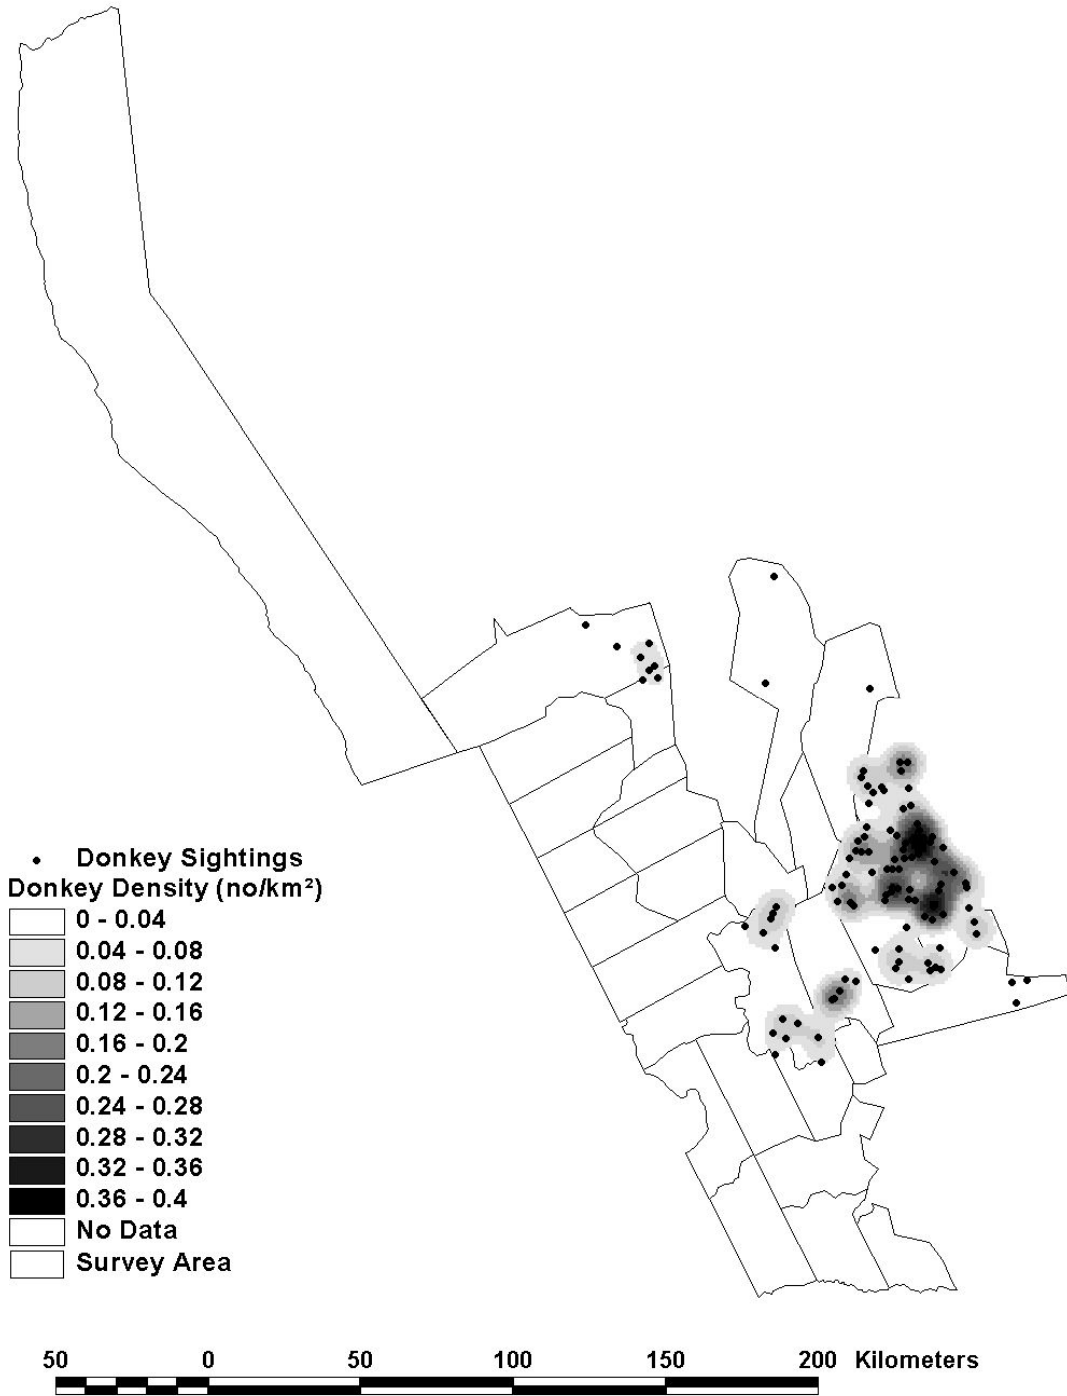 Donkey Sightings
Donkey Density (no/km²)
0 - 0.04
0.04 - 0.08
0.08 - 0.12
0.12 - 0.16
0.16 - 0.2
0.2 - 0.24
0.24 - 0.28
0.28 - 0.32
0.32 - 0.36
0.36 - 0.4
No Data
Survey Area
50 0 50 100 150 200 Kilometers